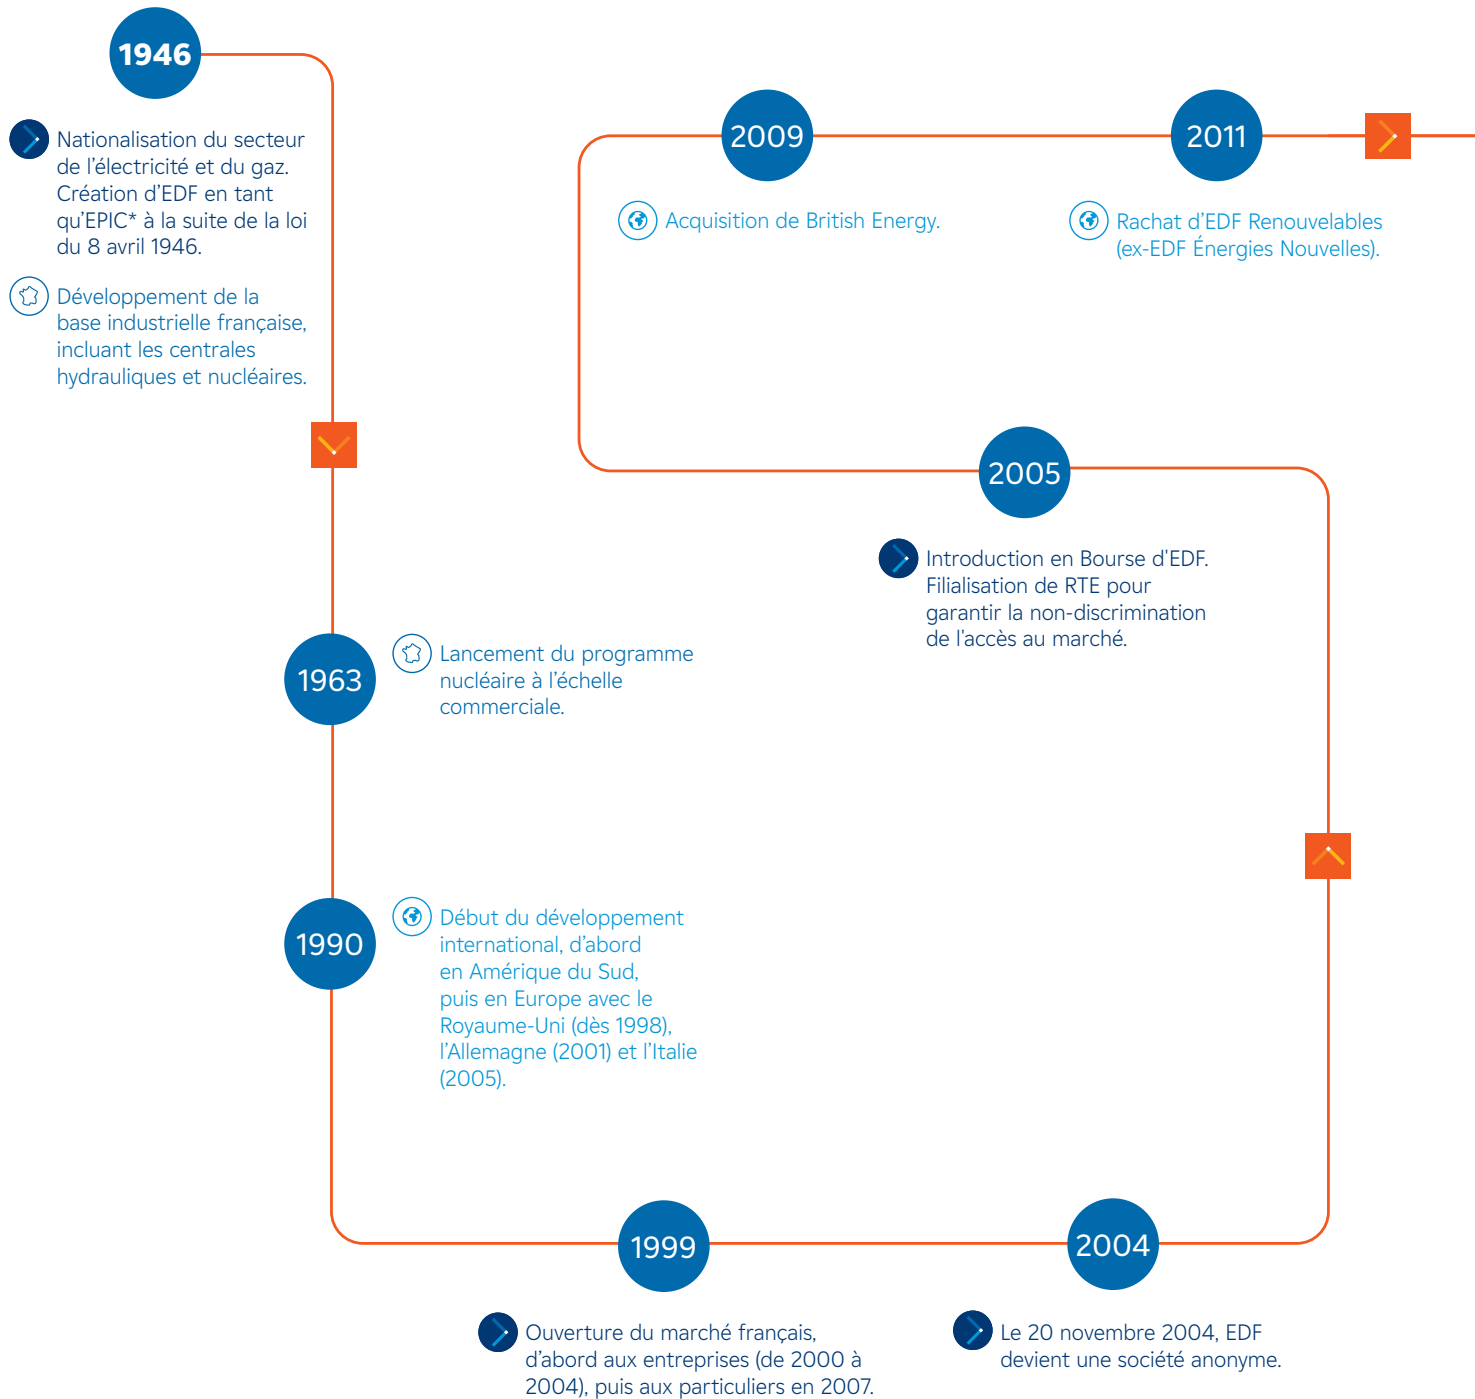 1946
Nationalisation du secteur
de l’électricité et du gaz.
Création d’EDF en tant
qu’EPIC* à la suite de la loi
du 8 avril 1946.
Développement de la
base industrielle française,
incluant les centrales
hydrauliques et nucléaires.
1963
Lancement du programme
nucléaire à l’échelle
commerciale.
1990
Début du développement
international, d’abord
en Amérique du Sud,
puis en Europe avec le
Royaume-Uni (dès 1998),
l’Allemagne (2001) et l’Italie
(2005).
1999
Ouverture du marché français,
d’abord aux entreprises (de 2000 à
2004), puis aux particuliers en 2007.
2004
Le 20 novembre 2004, EDF
devient une société anonyme.
2005
Introduction en Bourse d'EDF.
Filialisation de RTE pour
garantir la non-discrimination
de l'accès au marché.
2009
Acquisition de British Energy.
2011
Rachat d’EDF Renouvelables
(ex-EDF Énergies Nouvelles).